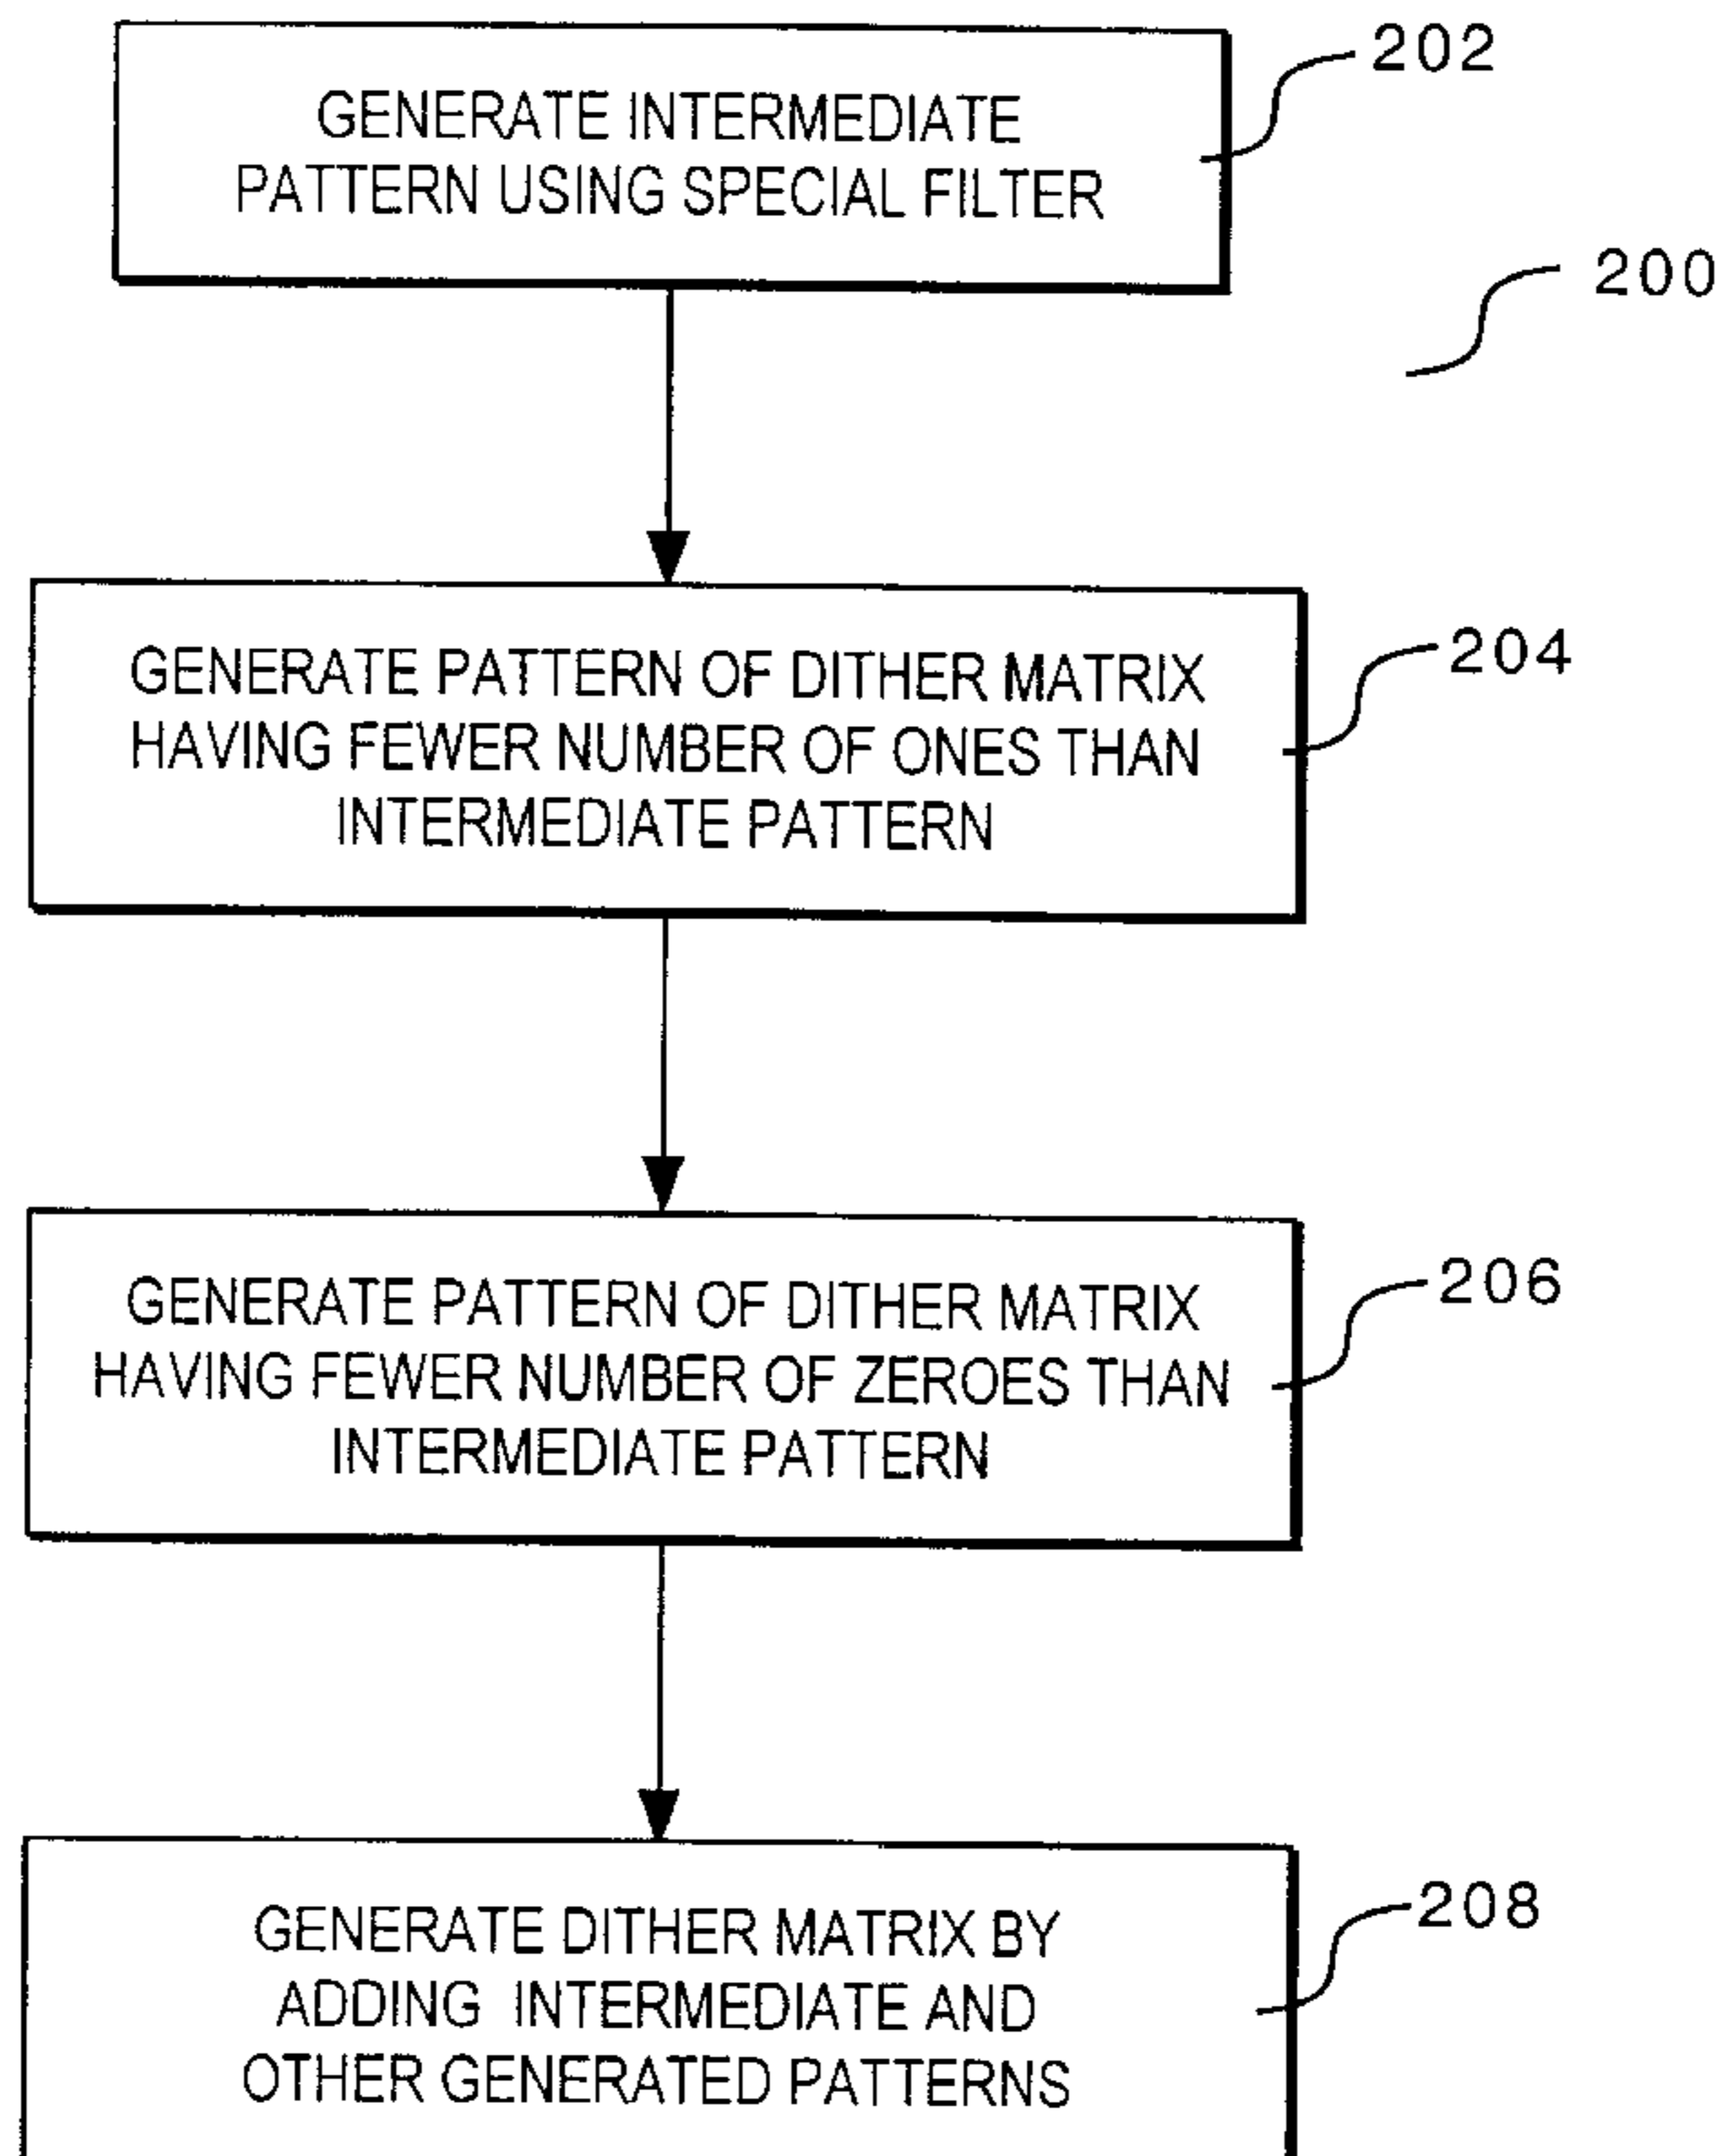 202
GENERATE INTERMEDIATE
PATTERN USING SPECIAL FILTER
200
204
GENERATE PATTERN OF DITHER MATRIX
HAVING FEWER NUMBER OF ONES THAN
INTERMEDIATE PATTERN
206
GENERATE PATTERN OF DITHER MATRIX
HAVING FEWER NUMBER OF ZEROES THAN
INTERMEDIATE PATTERN
208
GENERATE DITHER MATRIX BY
ADDING INTERMEDIATE AND
OTHER GENERATED PATTERNS